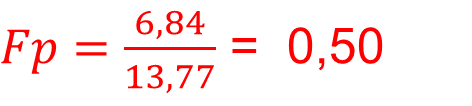 Fp = 6,84 / 13,77 = 0,50